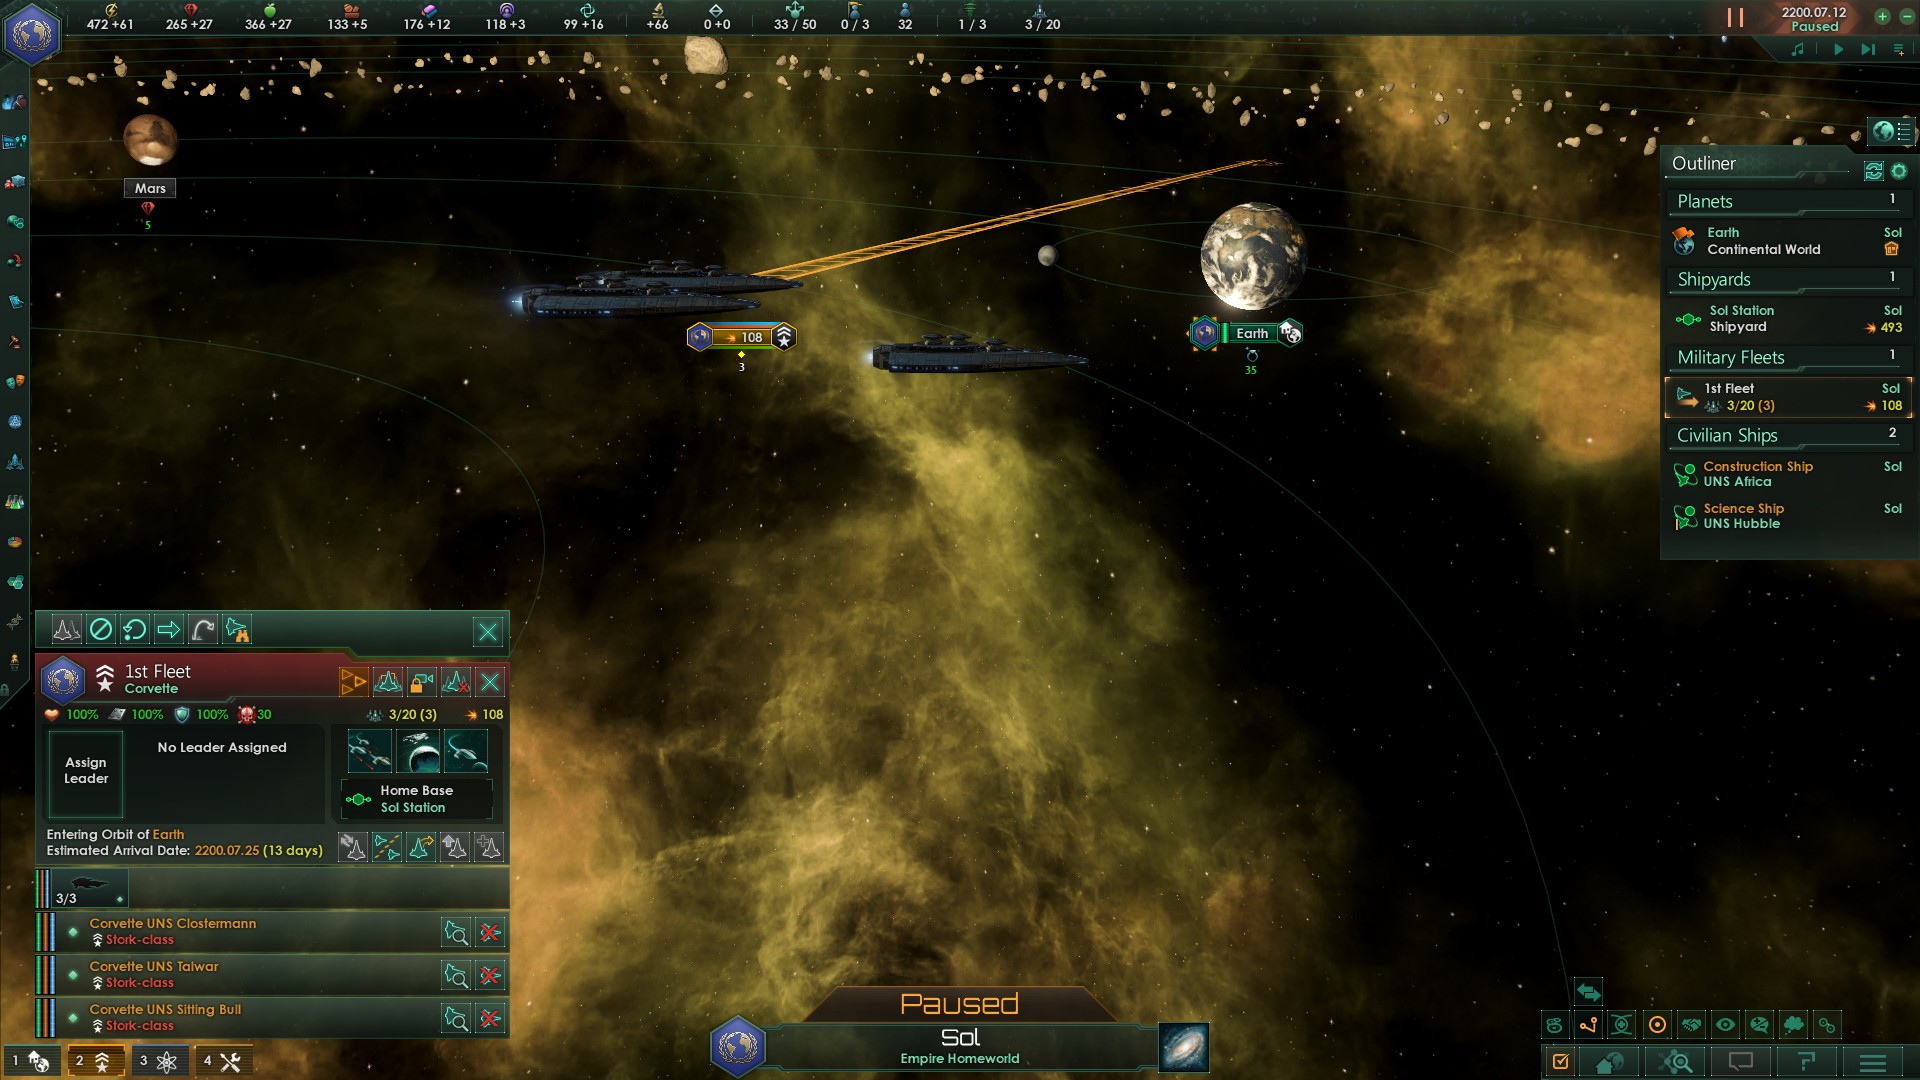 472 +61
265 +27
366 +27
133 +5
176 +12
118 +3
99 +16
+66
0 +0
33 / 50
0 / 3
32
1 / 3
3 / 20
2200.07.12
Paused
Mars
5
108
3
Earth
35
Outliner
Planets 1
Earth Sol
Continental World
Shipyards 1
Sol Station Sol
Shipyard 493
Military Fleets 1
1st Fleet Sol
3/20 (3) 108
Civilian Ships 2
Construction Ship Sol
UNS Africa
Science Ship Sol
UNS Hubble
1st Fleet
Corvette
100% 100% 100% 30 3/20 (3) 108
Assign
Leader
No Leader Assigned
Home Base
Sol Station
Entering Orbit of Earth
Estimated Arrival Date: 2200.07.25 (13 days)
3/3
Corvette UNS Clostermann
Stork-class
Corvette UNS Talwar
Stork-class
Corvette UNS Sitting Bull
Stork-class
1
2
3
4
Paused
Sol
Empire Homeworld